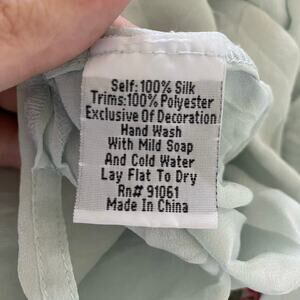 Self: 100% Silk
Trims:100% Polyester
Exclusive Of Decoration
Hand Wash
With Mild Soap
And Cold Water
Lay Flat To Dry
Rn# 91061
Made In China